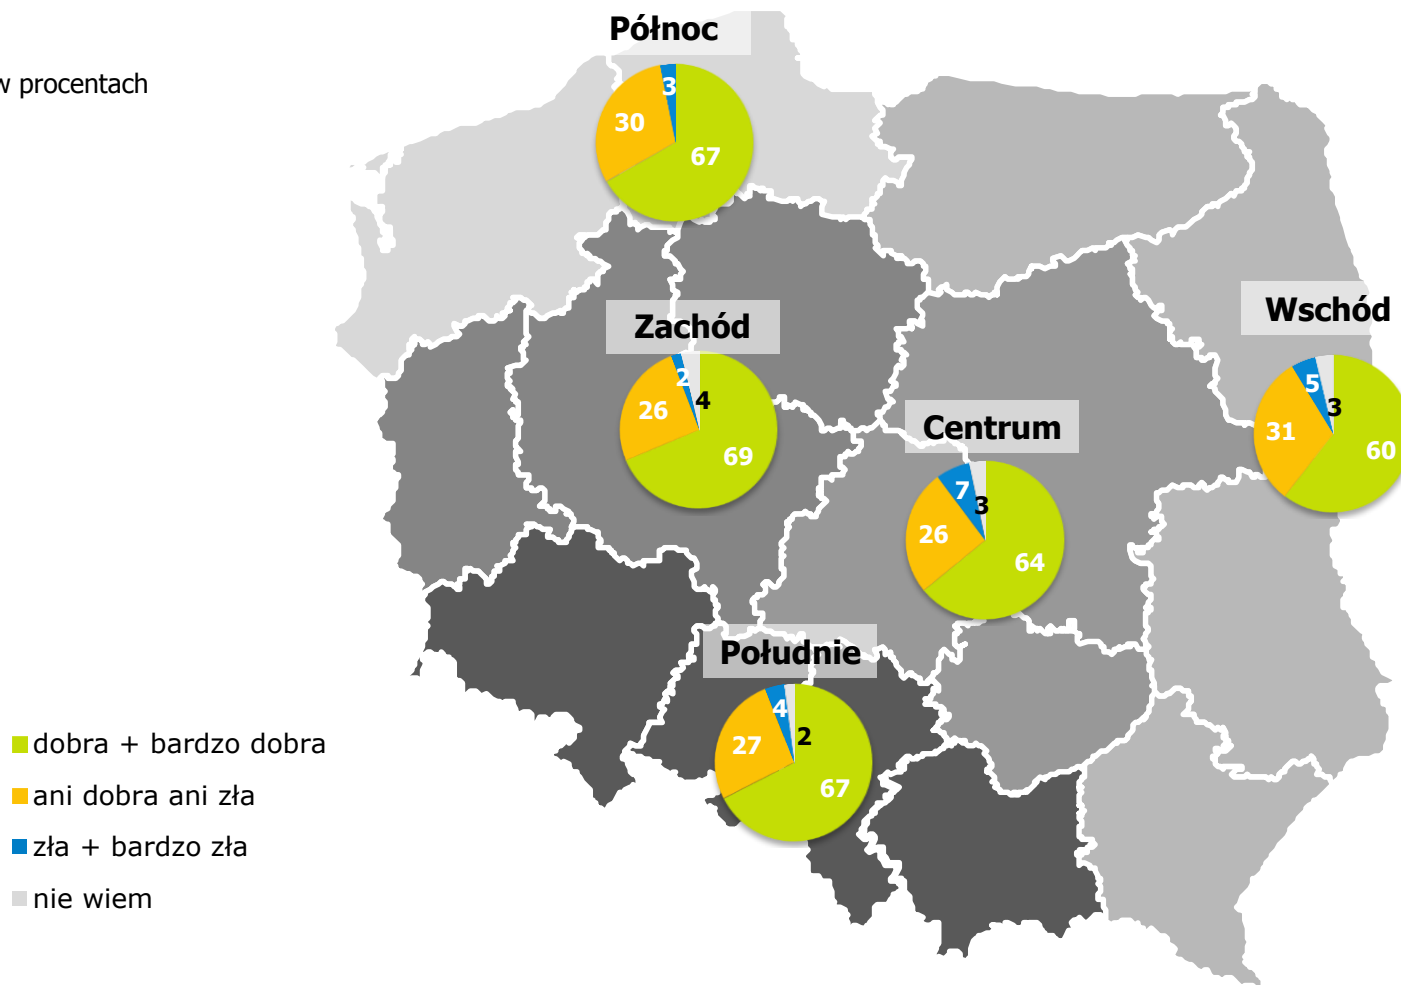 Północ
w procentach
3
30
67
Zachód
2
4
26
69
Wschód
5
3
31
60
Centrum
7
3
26
64
Południe
4
2
27
67
dobra + bardzo dobra
ani dobra ani zła
zła + bardzo zła
nie wiem